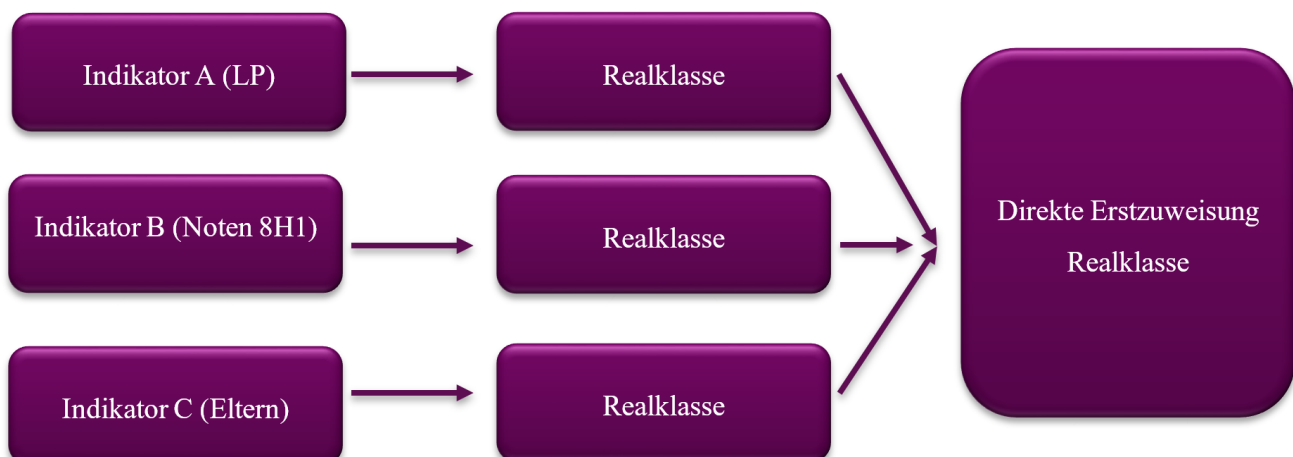 Indikator A (LP)
Realklasse
Indikator B (Noten 8H1)
Realklasse
Indikator C (Eltern)
Realklasse
Direkte Erstzuweisung
Realklasse